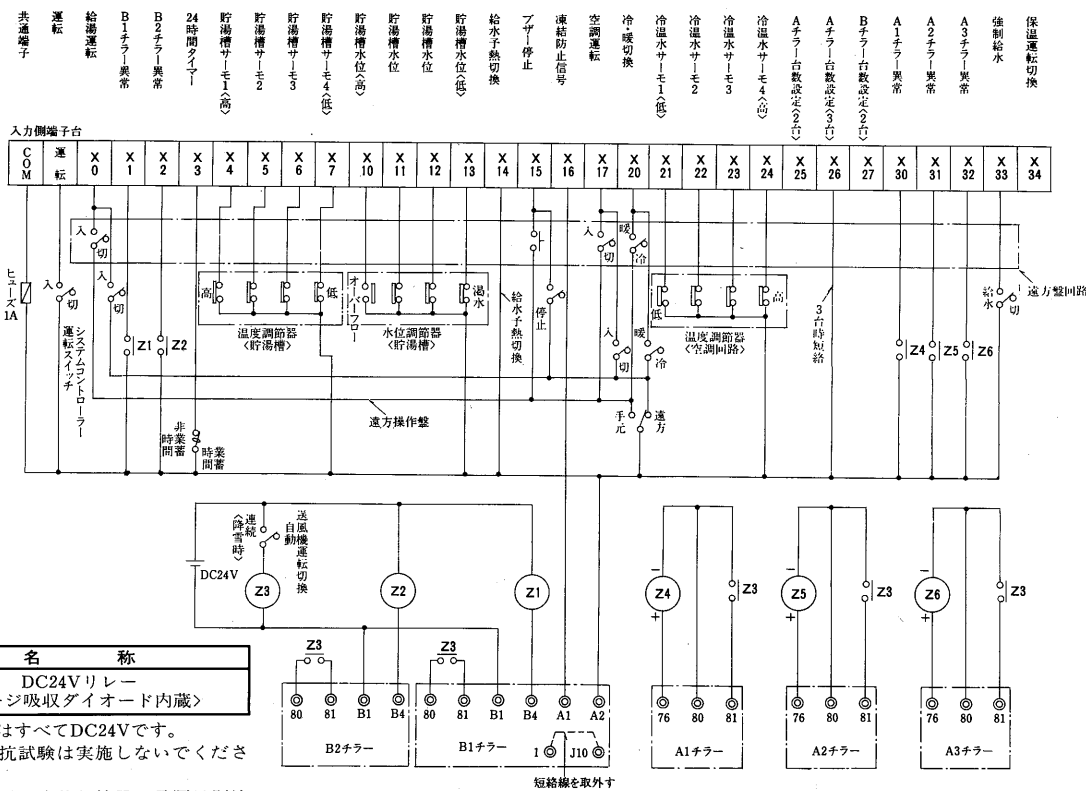 共通端子
運転
給湯運転
B1チラー異常
B2チラー異常
24時間タイマー
貯湯槽サーモ1〈高〉
貯湯槽サーモ2
貯湯槽サーモ3
貯湯槽サーモ4〈低〉
貯湯槽水位〈高〉
貯湯槽水位
貯湯槽水位
貯湯槽水位〈低〉
給水予熱切換
ブザー停止
凍結防止信号
空調運転
冷・暖切換
冷温水サーモ1〈低〉
冷温水サーモ2
冷温水サーモ3
冷温水サーモ4〈高〉
Aチラー台数設定〈2台〉
Aチラー台数設定〈3台〉
Bチラー台数設定〈2台〉
A1チラー異常
A2チラー異常
A3チラー異常
強制給水
保温運転切換
入力側端子台
COM
運転
X0
X1
X2
X3
X4
X5
X6
X7
X10
X11
X12
X13
X14
X15
X16
X17
X20
X21
X22
X23
X24
X25
X26
X27
X30
X31
X32
X33
X34
ヒューズ1A
入
切
システムコントローラー
運転スイッチ
入
切
入
切
Z1
Z2
非蓄業時間
蓄業時間
高
低
温度調節器
〈貯湯槽〉
オーバーフロー
渇水
水位調節器
〈貯湯槽〉
給水予熱切換
停止
入
切
暖
冷
入
切
暖
冷
手元
遠方
遠方操作盤
低
高
温度調節器
〈空調回路〉
3台時短絡
Z4
Z5
Z6
給水
切
遠方盤回路
DC24V
連続
〈降雪時〉
自動
送風機運転切換
Z3
Z2
Z1
Z4
Z3
Z5
Z3
Z6
Z3
－
＋
－
＋
－
＋
Z3
80 81 B1 B4
B2チラー
Z3
80 81 B1 B4 A1 A2
1 J10
B1チラー
短絡線を取外す
76 80 81
A1チラー
76 80 81
A2チラー
76 80 81
A3チラー
名 称
DC24Vリレー
ージ吸収ダイオード内蔵〉
はすべてDC24Vです。
抗試験は実施しないでくださ